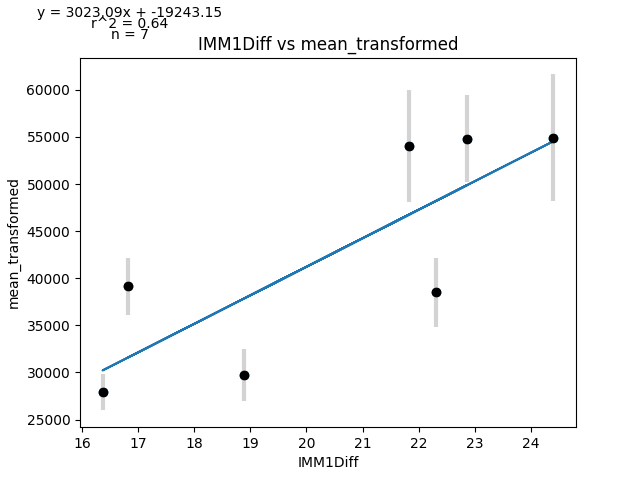 y = 3023.09x + -19243.15
r^2 = 0.64
n = 7
IMM1Diff vs mean_transformed
60000
55000
50000
45000
40000
35000
30000
25000
mean_transformed
16 17 18 19 20 21 22 23 24
IMM1Diff